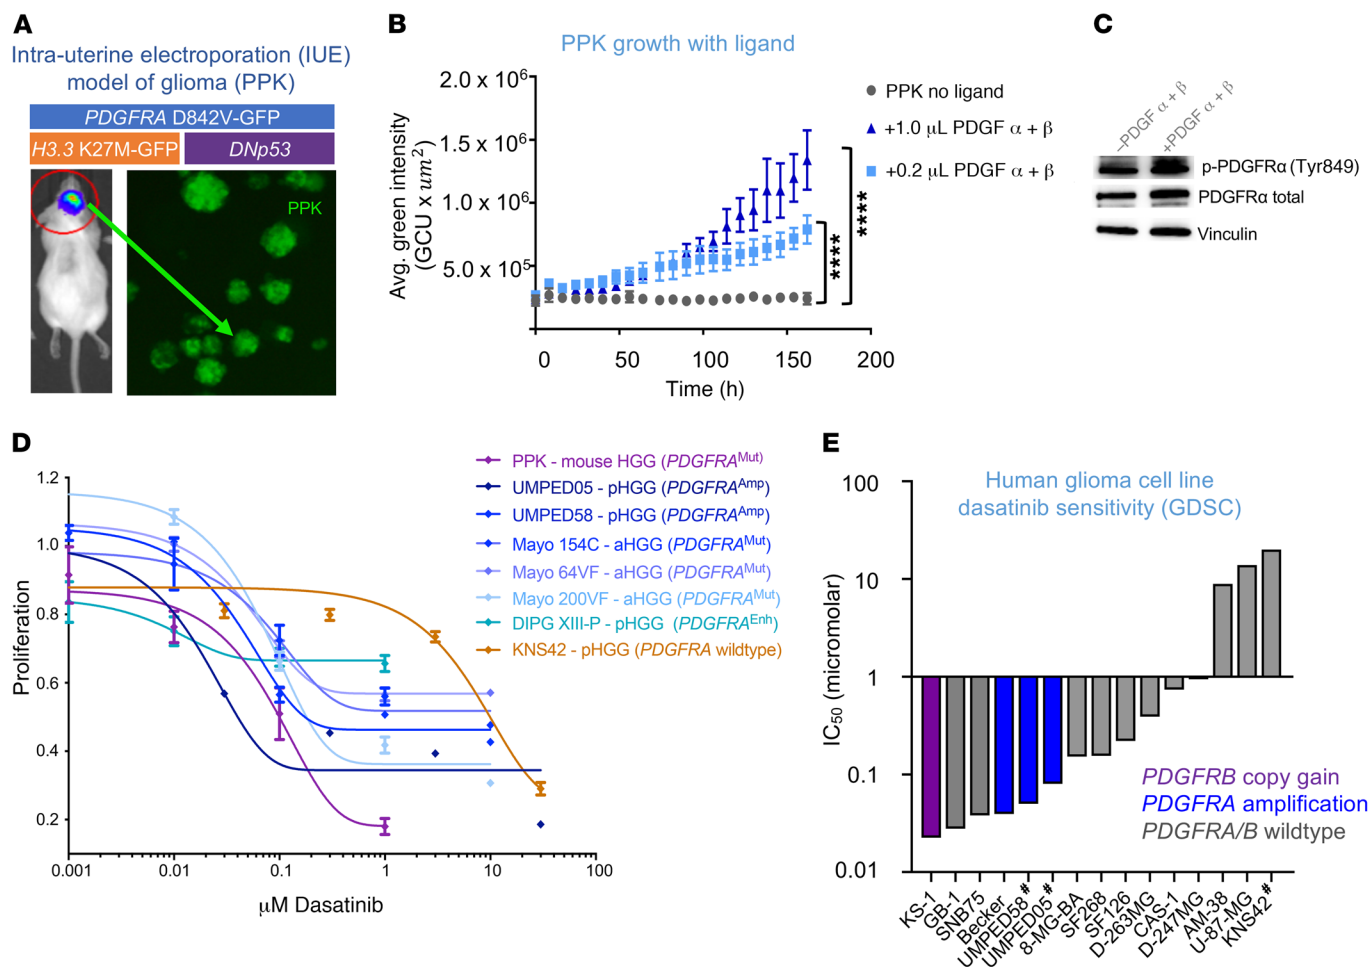 A
Intra-uterine electroporation (IUE)
model of glioma (PPK)
PDGFRA D842V-GFP
H3.3 K27M-GFP
DNp53
PPK
B
PPK growth with ligand
Avg. green intensity
(GCU x um²)
2.0 x 10⁶
1.5 x 10⁶
1.0 x 10⁶
5.0 x 10⁵
0
50
100
150
200
Time (h)
PPK no ligand
+1.0 µL PDGF α + β
+0.2 µL PDGF α + β
****
****
C
–PDGF α + β
+PDGF α + β
p-PDGFRα (Tyr849)
PDGFRα total
Vinculin
D
Proliferation
1.2
1.0
0.8
0.6
0.4
0.2
0.001
0.01
0.1
1
10
100
µM Dasatinib
PPK - mouse HGG (PDGFRA^Mut)
UMPED05 - pHGG (PDGFRA^Amp)
UMPED58 - pHGG (PDGFRA^Amp)
Mayo 154C - aHGG (PDGFRA^Mut)
Mayo 64VF - aHGG (PDGFRA^Mut)
Mayo 200VF - aHGG (PDGFRA^Mut)
DIPG XIII-P - pHGG (PDGFRA^Enh)
KNS42 - pHGG (PDGFRA wildtype)
E
Human glioma cell line
dasatinib sensitivity (GDSC)
IC₅₀ (micromolar)
100
10
1
0.1
0.01
PDGFRB copy gain
PDGFRA amplification
PDGFRA/B wildtype
KS-1
GB-1
SNB75
Becker
UMPED58#
UMPED05#
8-MG-BA
SF268
SF126
D-263MG
CAS-1
D-247MG
AM-38
U-87-MG
KNS42#